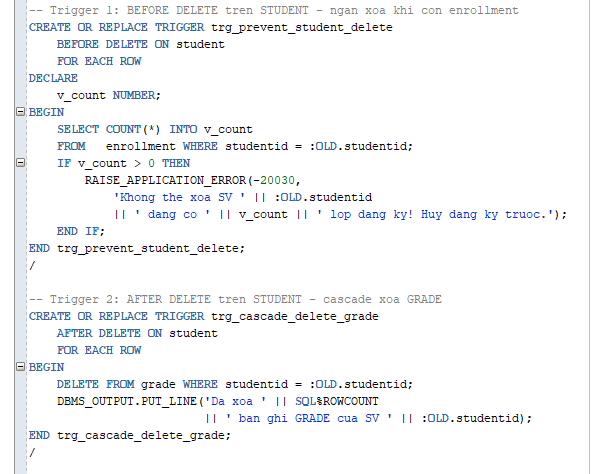 -- Trigger 1: BEFORE DELETE tren STUDENT - ngan xoa khi con enrollment
CREATE OR REPLACE TRIGGER trg_prevent_student_delete
    BEFORE DELETE ON student
    FOR EACH ROW
DECLARE
    v_count NUMBER;
BEGIN
    SELECT COUNT(*) INTO v_count
    FROM   enrollment WHERE studentid = :OLD.studentid;
    IF v_count > 0 THEN
        RAISE_APPLICATION_ERROR(-20030,
            'Khong the xoa SV ' || :OLD.studentid
            || ' dang co ' || v_count || ' lop dang ky! Huy dang ky truoc.');
    END IF;
END trg_prevent_student_delete;
/

-- Trigger 2: AFTER DELETE tren STUDENT - cascade xoa GRADE
CREATE OR REPLACE TRIGGER trg_cascade_delete_grade
    AFTER DELETE ON student
    FOR EACH ROW
BEGIN
    DELETE FROM grade WHERE studentid = :OLD.studentid;
    DBMS_OUTPUT.PUT_LINE('Da xoa ' || SQL%ROWCOUNT
                         || ' ban ghi GRADE cua SV ' || :OLD.studentid);
END trg_cascade_delete_grade;
/